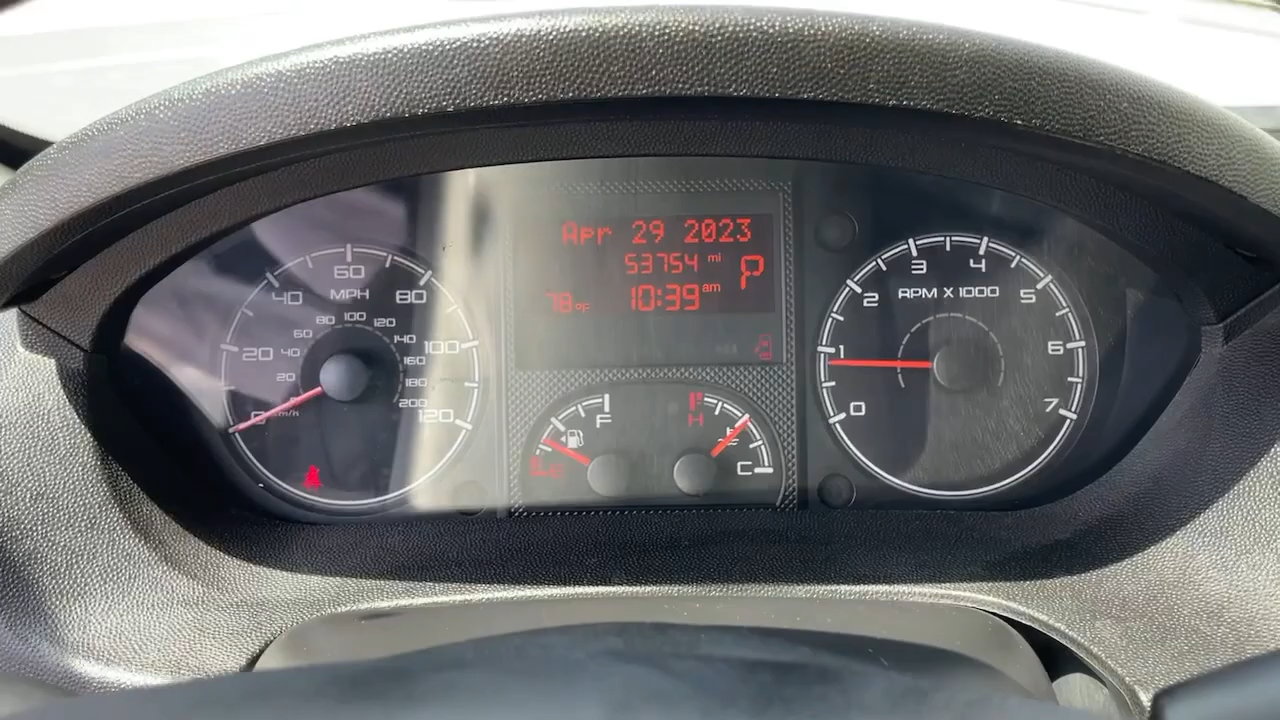 Apr 29 2023
53754 mi
P
78 °F 10:39 am
60
MPH
40 80
20 100
0 120
80 100 120
60 140
40 160
20 180
0 200
km/h
F
E
H
C
3 4
2 RPM X 1000 5
1 6
0 7